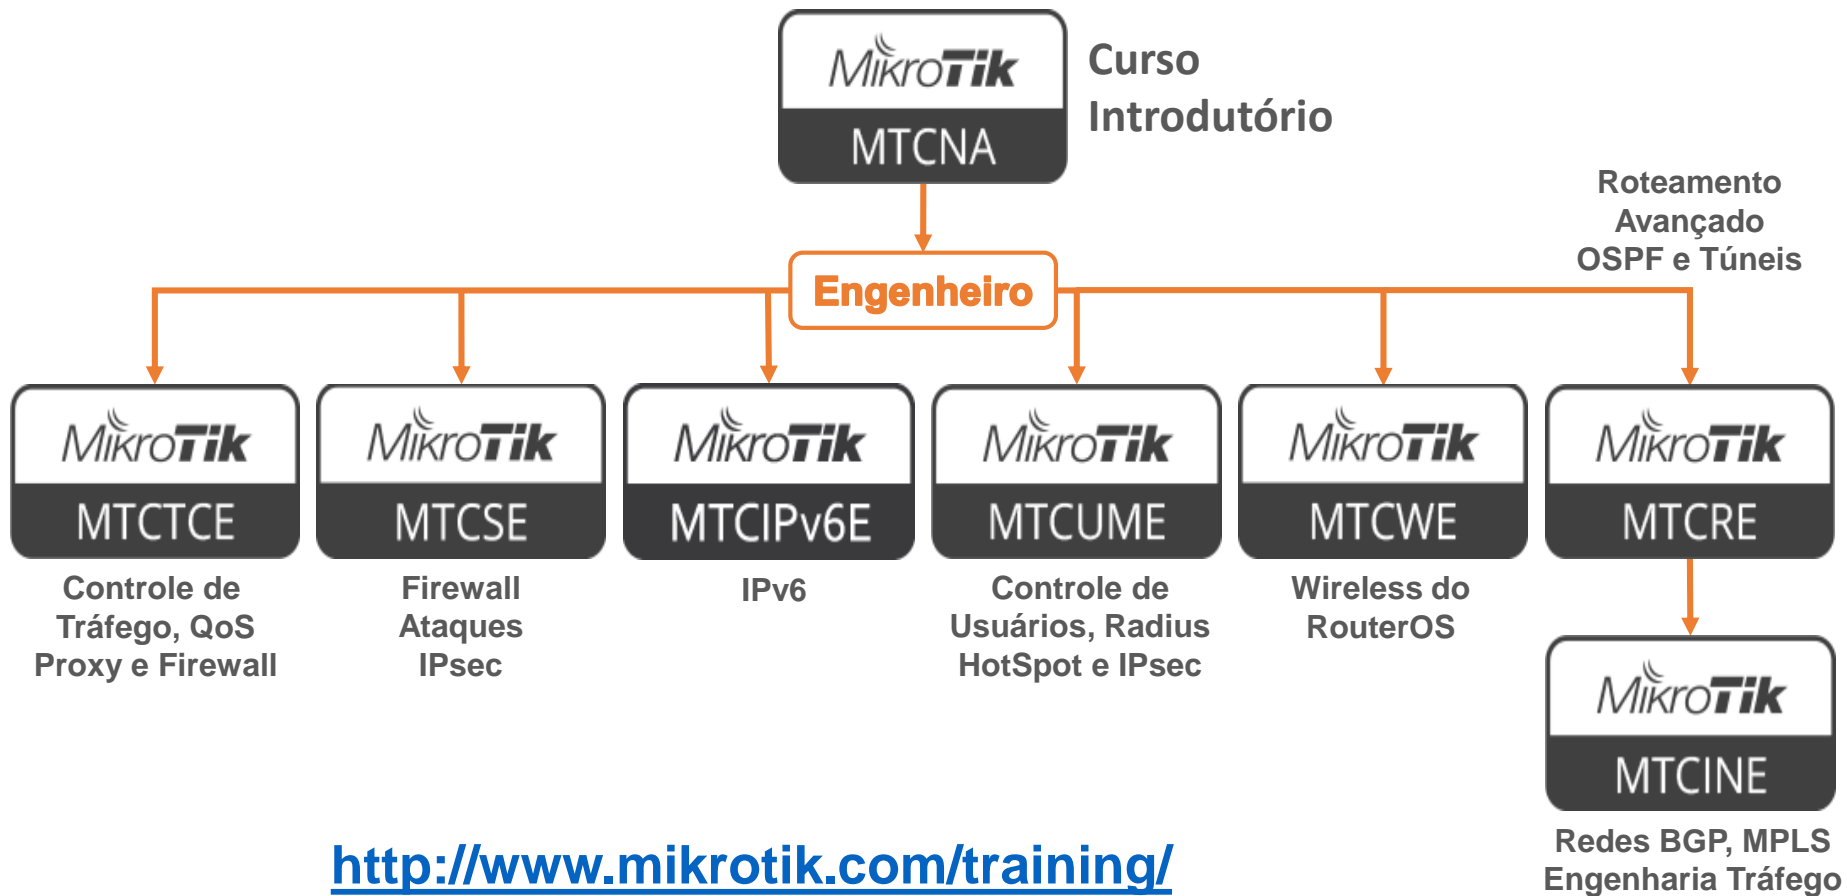 MikroTik
MTCNA
Curso
Introdutório
Roteamento
Avançado
OSPF e Túneis
Engenheiro
MikroTik
MTCTCE
Controle de
Tráfego, QoS
Proxy e Firewall
MikroTik
MTCSE
Firewall
Ataques
IPsec
MikroTik
MTCIPv6E
IPv6
MikroTik
MTCUME
Controle de
Usuários, Radius
HotSpot e IPsec
MikroTik
MTCWE
Wireless do
RouterOS
MikroTik
MTCRE
MikroTik
MTCINE
Redes BGP, MPLS
Engenharia Tráfego
http://www.mikrotik.com/training/